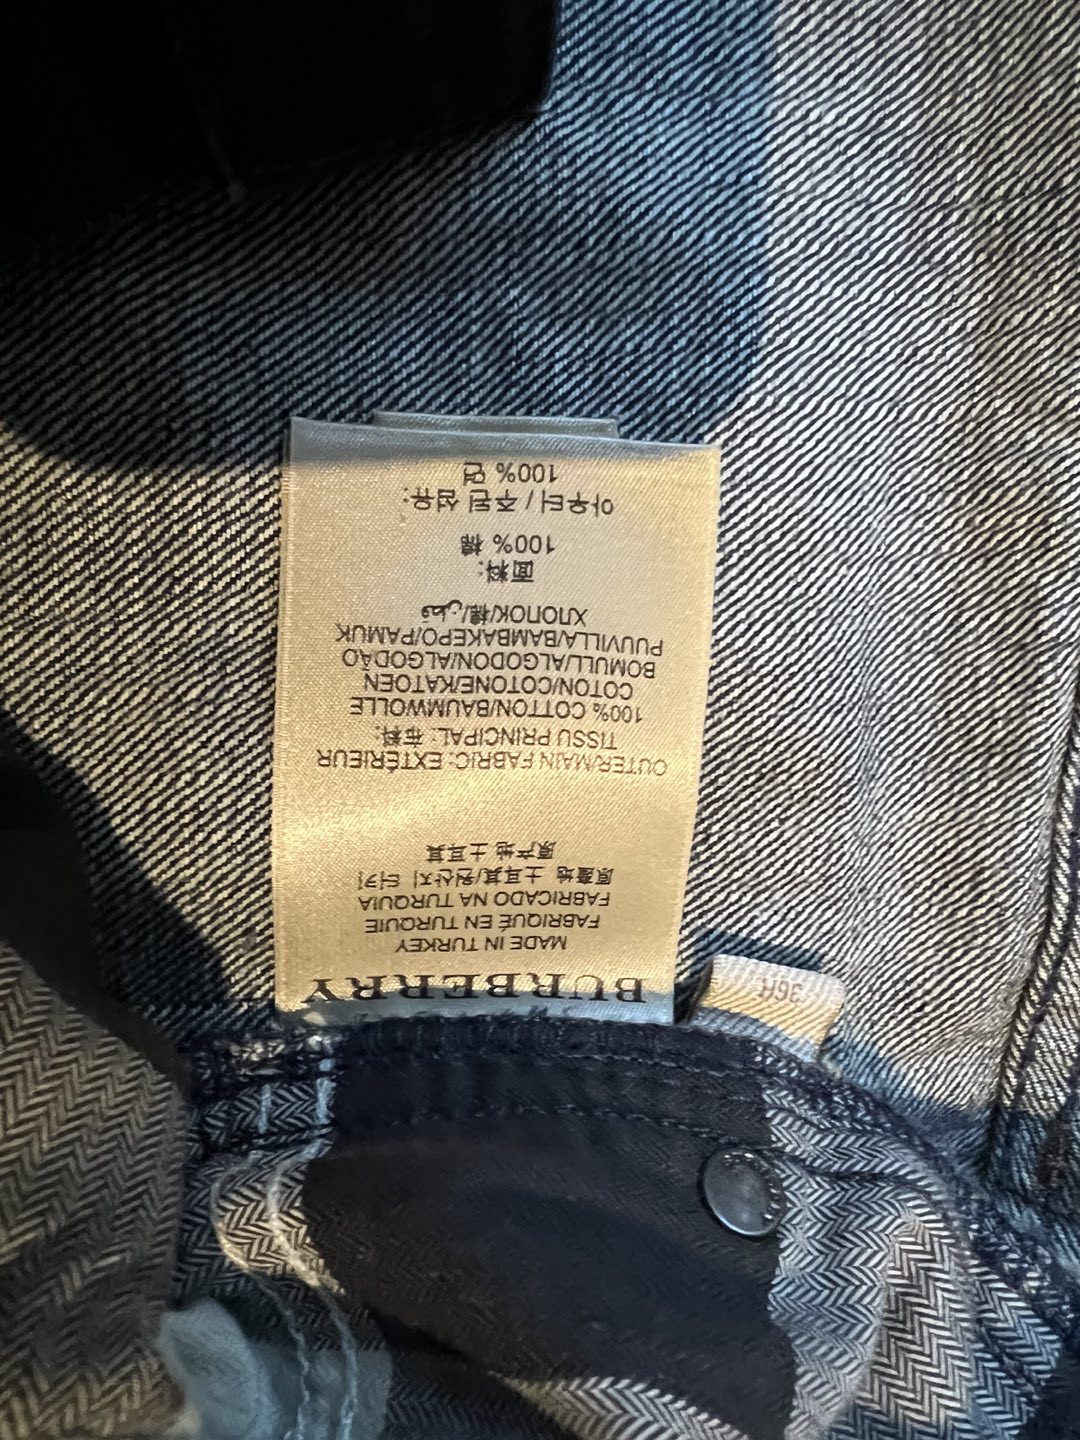 BURBERRY
MADE IN TURKEY
FABRIQUÉ EN TURQUIE
FABRICADO NA TURQUIA
原產地 土耳其/원산지 터키
原产地 土耳其
OUTER/MAIN FABRIC: EXTÉRIEUR
TISSU PRINCIPAL: 布料:
100% COTTON/BAUMWOLLE
COTON/COTONE/KATOEN
BOMULL/ALGODON/ALGODÃO
PUUVILLA/BAMBAKEPO/PAMUK
ХЛОПОК/棉/قطن
面料:
100% 棉
아우터 / 주된 섬유:
100% 면
36R